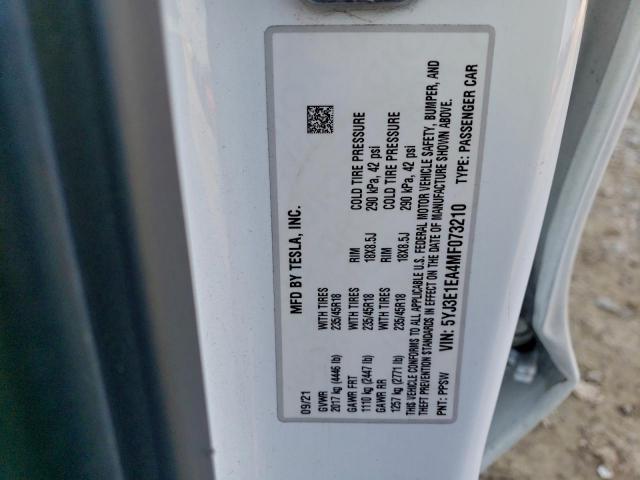 MFD BY TESLA, INC.
09/21
GVWR WITH TIRES RIM COLD TIRE PRESSURE
2017 kg (4446 lb) 235/45R18 18X8.5J 290 kPa, 42 psi
GAWR FRT WITH TIRES RIM COLD TIRE PRESSURE
1110 kg (2447 lb) 235/45R18 18X8.5J 290 kPa, 42 psi
GAWR RR WITH TIRES
1257 kg (2771 lb) 235/45R18
THIS VEHICLE CONFORMS TO ALL APPLICABLE U.S. FEDERAL MOTOR VEHICLE SAFETY, BUMPER, AND
THEFT PREVENTION STANDARDS IN EFFECT ON THE DATE OF MANUFACTURE SHOWN ABOVE.
VIN: 5YJ3E1EA4MF073210 TYPE: PASSENGER CAR
PNT: PPSW